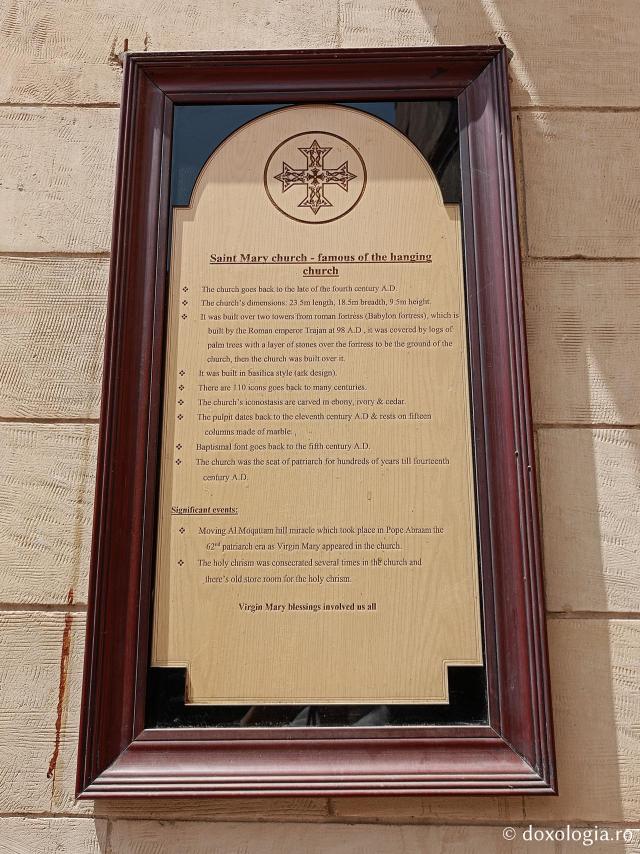 Saint Mary church - famous of the hanging
church
❖ The church goes back to the late of the fourth century A.D.
❖ The church's dimensions: 23.5m length, 18.5m breadth, 9.5m height.
❖ It was built over two towers from roman fortress (Babylon fortress), which is
built by the Roman emperor Trajan at 98 A.D , it was covered by logs of
palm trees with a layer of stones over the fortress to be the ground of the
church, then the church was built over it.
❖ It was built in basilica style (ark design).
❖ There are 110 icons goes back to many centuries.
❖ The church's iconostasis are carved in ebony, ivory & cedar.
❖ The pulpit dates back to the eleventh century A.D & rests on fifteen
columns made of marble.
❖ Baptismal font goes back to the fifth century A.D.
❖ The church was the seat of patriarch for hundreds of years till fourteenth
century A.D.
Significant events:
❖ Moving Al Moqattam hill miracle which took place in Pope Abraam the
62nd patriarch era as Virgin Mary appeared in the church.
❖ The holy chrism was consecrated several times in the church and
there's old store room for the holy chrism.
Virgin Mary blessings involved us all
© doxologia.ro